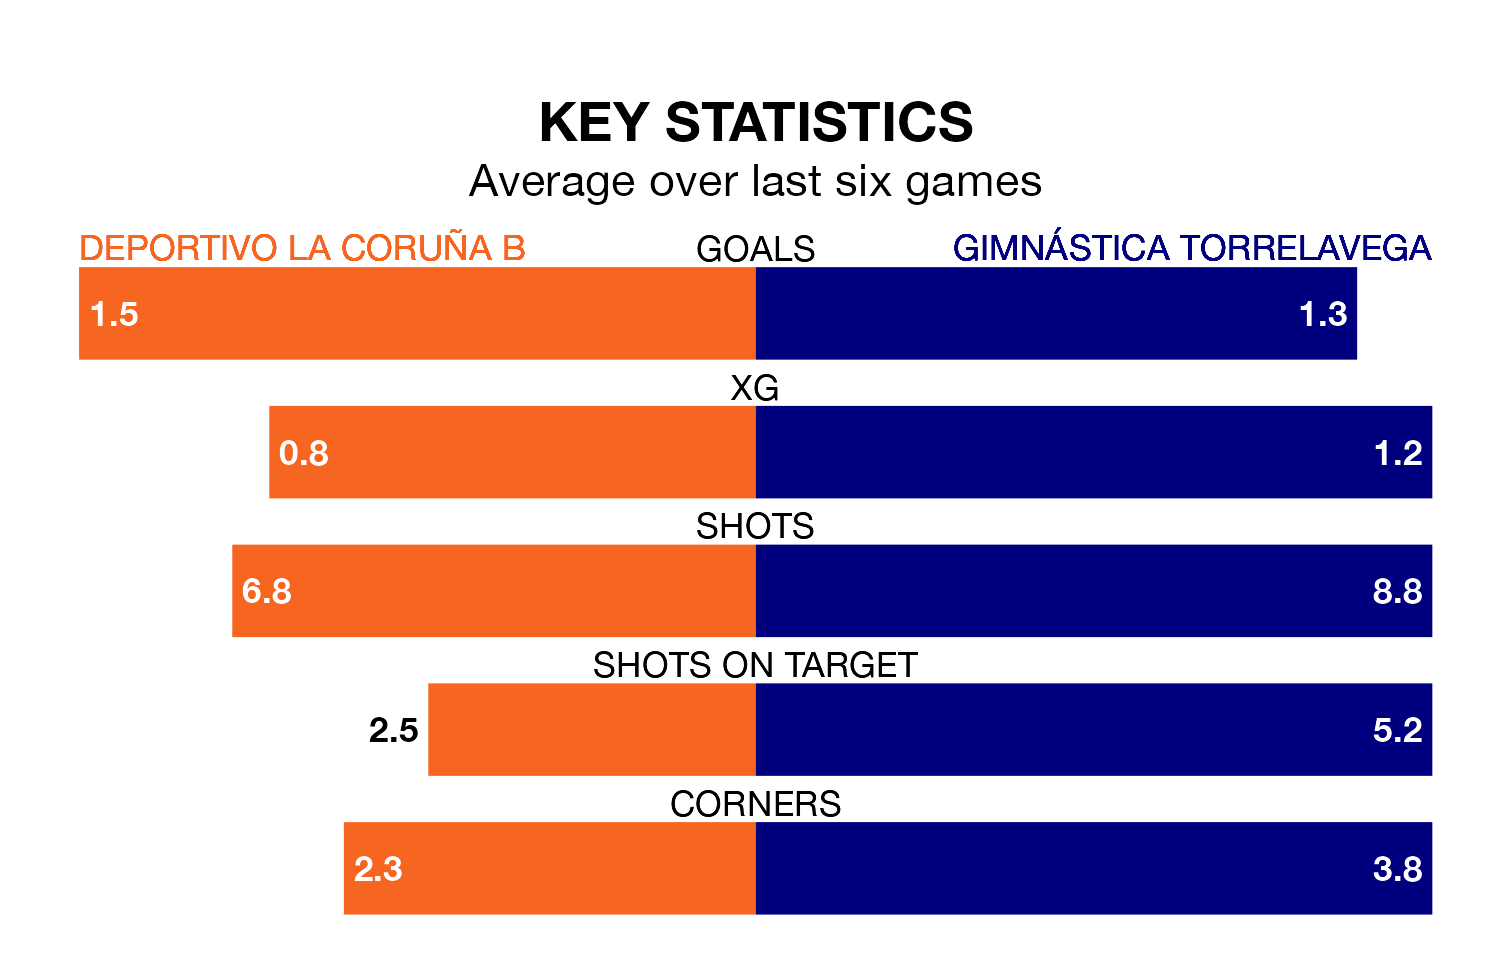 KEY STATISTICS
Average over last six games
DEPORTIVO LA CORUÑA B GOALS GIMNÁSTICA TORRELAVEGA
1.5 1.3
XG
0.8 1.2
SHOTS
6.8 8.8
SHOTS ON TARGET
2.5 5.2
CORNERS
2.3 3.8